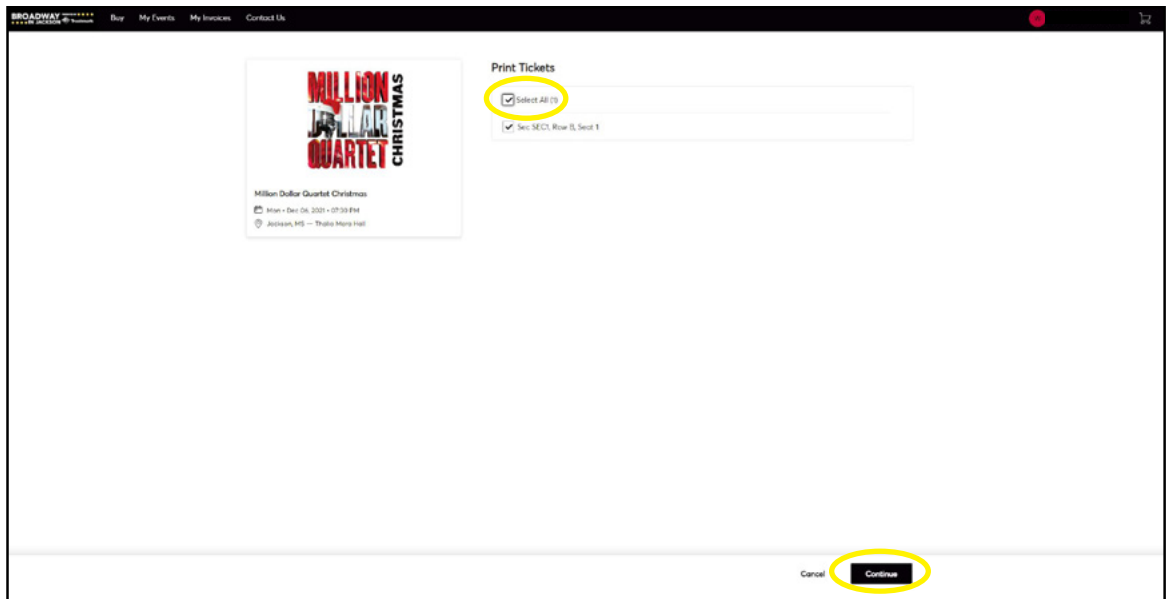 BROADWAY
IN JACKSON Trustmark
Buy My Events My Invoices Contact Us
MILLION
DOLLAR
QUARTET
CHRISTMAS
Million Dollar Quartet Christmas
Mon • Dec 06, 2021 • 07:30 PM
Jackson, MS — Thalia Mara Hall
Print Tickets
Select All (1)
Sec SEC1, Row B, Seat 1
Cancel Continue